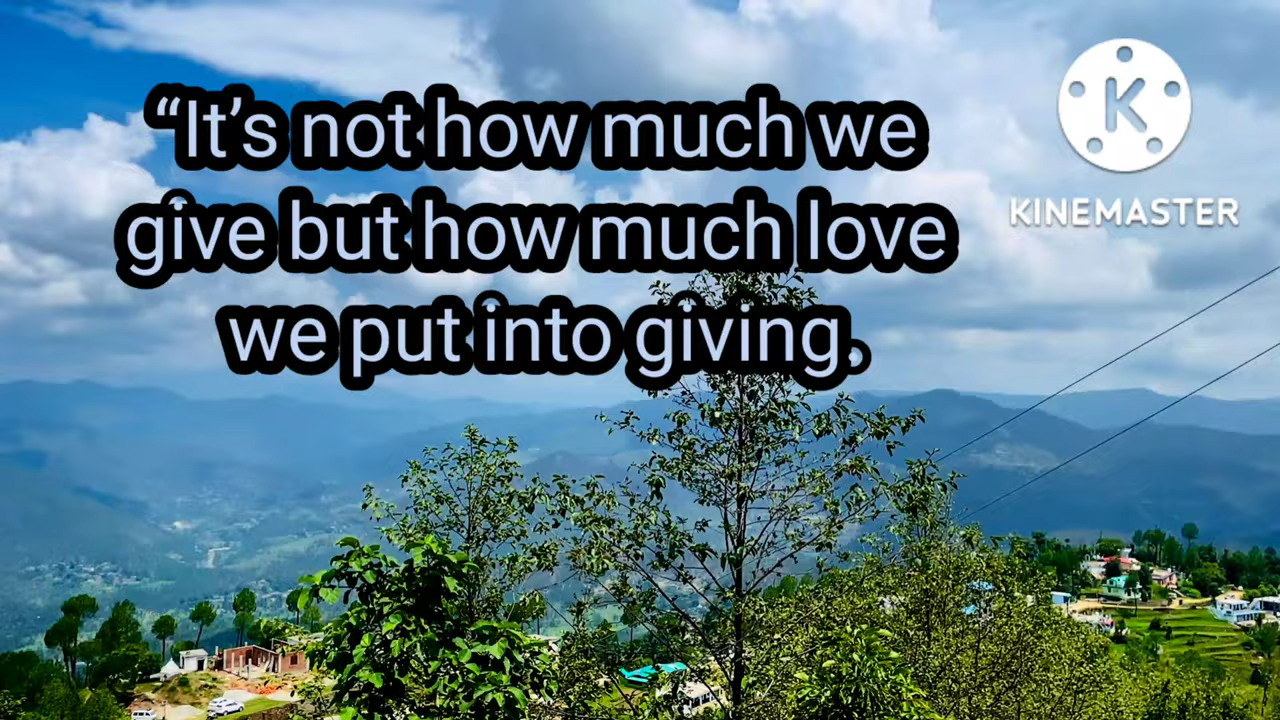 “It’s not how much we
give but how much love
we put into giving.
K
KINEMASTER